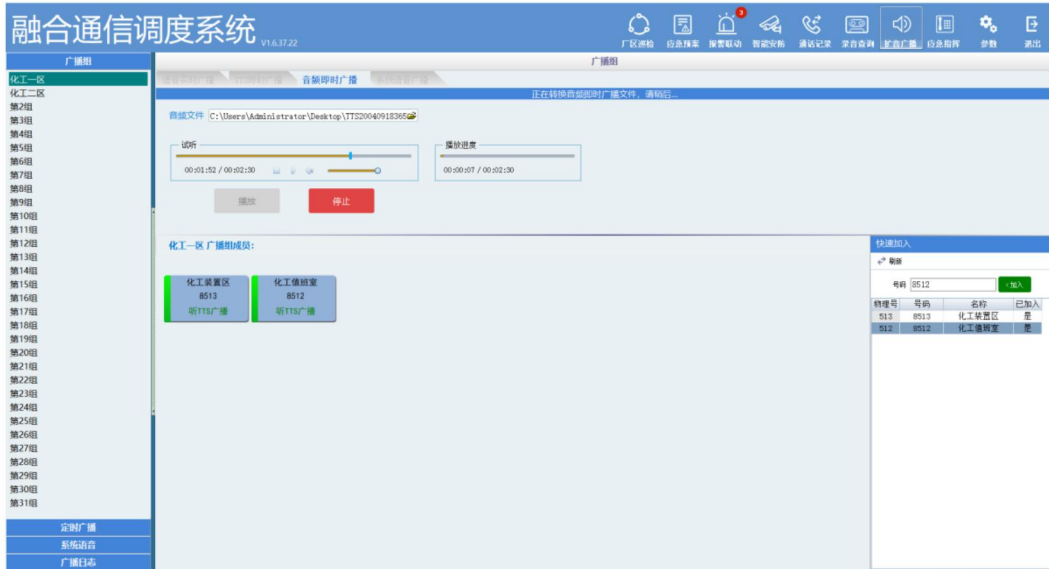 融合通信调度系统 V1.6.37.22
3
厂区巡检 应急预案 报警联动 智能安防 通话记录 录音查询 扩音广播 应急指挥 参数 退出
广播组
广播组
音频即时广播
正在转换音频即时广播文件，请稍后...
化工一区
化工二区
第2组
第3组
第4组
第5组
第6组
第7组
第8组
第9组
第10组
第11组
第12组
第13组
第14组
第15组
第16组
第17组
第18组
第19组
第20组
第21组
第22组
第23组
第24组
第25组
第26组
第27组
第28组
第29组
第30组
第31组
定时广播
系统语音
广播日志
音频文件 C:\Users\Administrator\Desktop\TTS20040918365
试听
00:01:52 / 00:02:30
播放进度
00:00:07 / 00:02:30
播放
停止
化工一区 广播组成员:
化工装置区
8513
听TTS广播
化工值班室
8512
听TTS广播
快速加入
刷新
号码 8512 <加入
物理号 号码 名称 已加入
513 8513 化工装置区 是
512 8512 化工值班室 是